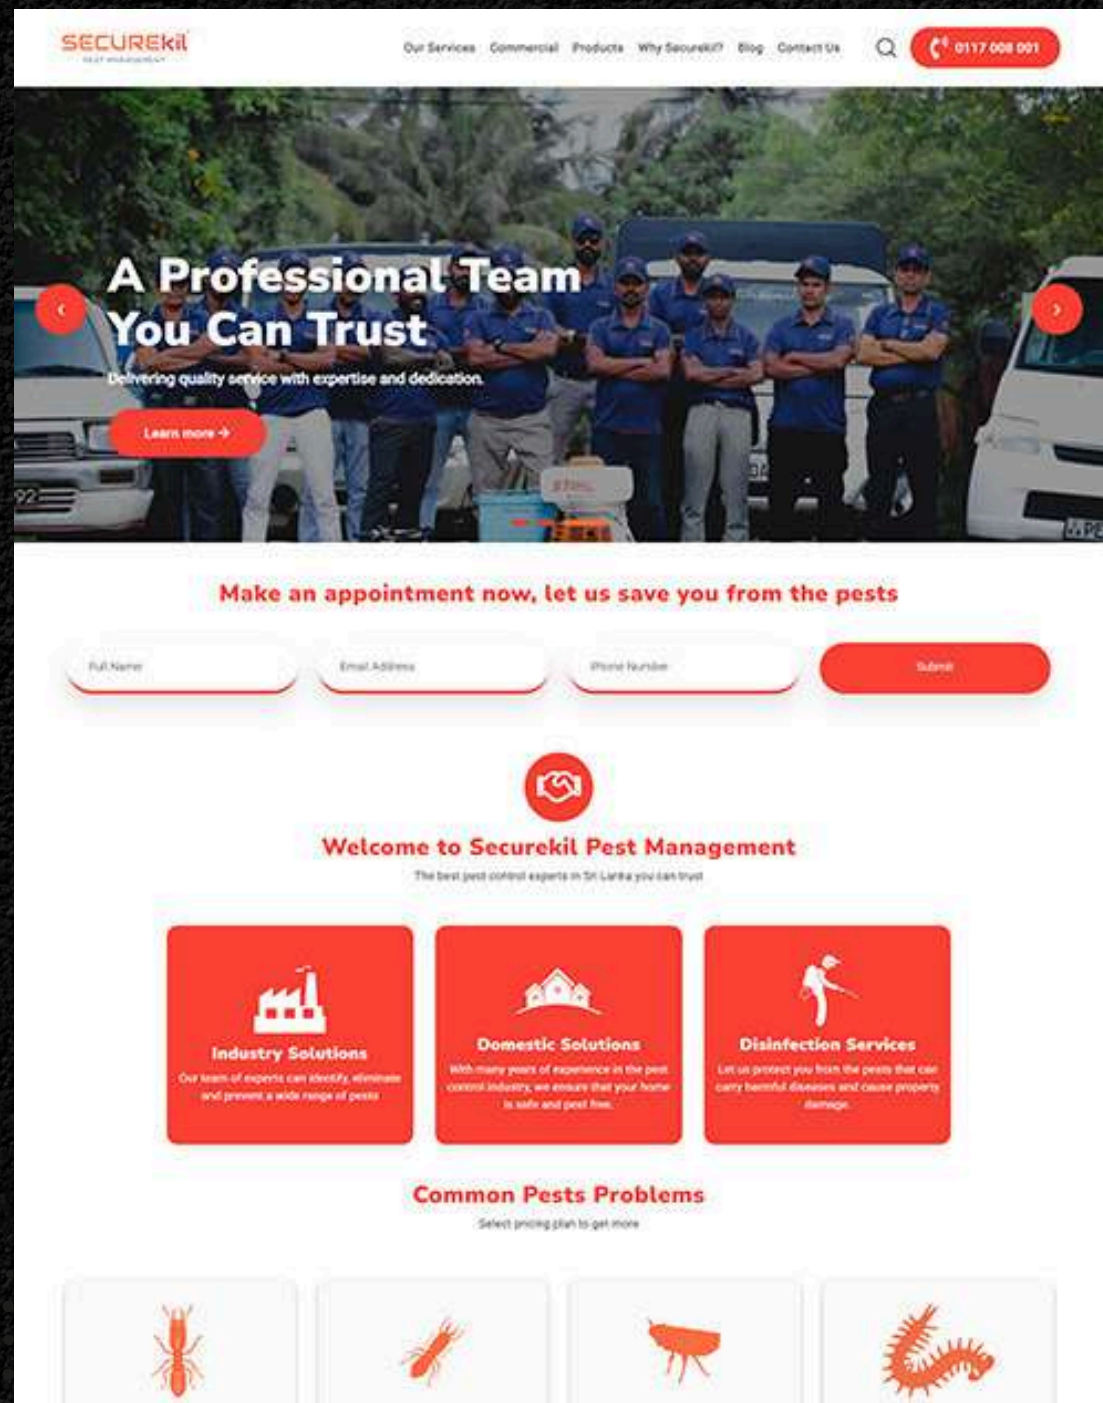 SECUREkil
PEST MANAGEMENT
Our Services Commercial Products Why Securekil? Blog Contact Us
0117 008 001
A Professional Team
You Can Trust
Delivering quality service with expertise and dedication.
Learn more →
STIHL
92
Make an appointment now, let us save you from the pests
Full Name
Email Address
Phone Number
Submit
Welcome to Securekil Pest Management
The best pest control experts in Sri Lanka you can trust
Industry Solutions
Our team of experts can identify, eliminate
and prevent a wide range of pests
Domestic Solutions
With many years of experience in the pest
control industry, we ensure that your home
is safe and pest free.
Disinfection Services
Let us protect you from the pests that can
carry harmful diseases and cause property
damage.
Common Pests Problems
Select pricing plan to get more